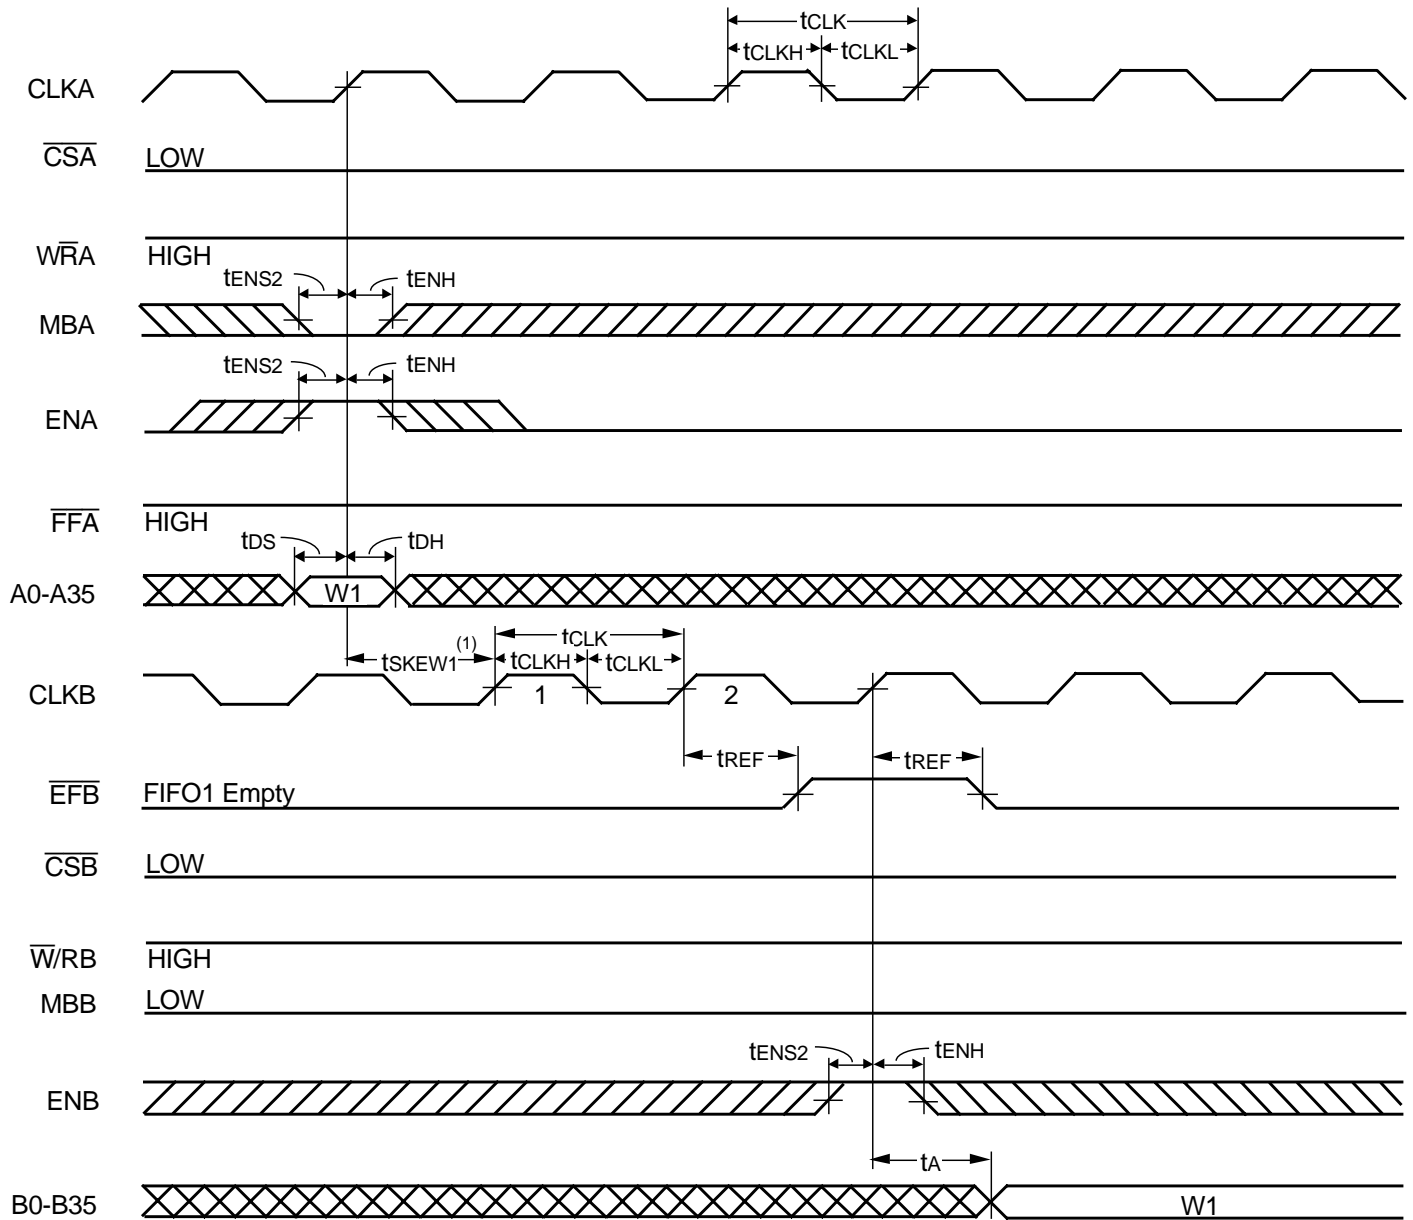 tCLK
tCLKH tCLKL
CLKA
CSA LOW
WRA HIGH
tENS2 tENH
MBA
tENS2 tENH
ENA
FFA HIGH
tDS tDH
A0-A35 W1
tSKEW1(1) tCLK
tCLKH tCLKL
CLKB 1 2
tREF tREF
EFB FIFO1 Empty
CSB LOW
W/RB HIGH
MBB LOW
tENS2 tENH
ENB
tA
B0-B35 W1